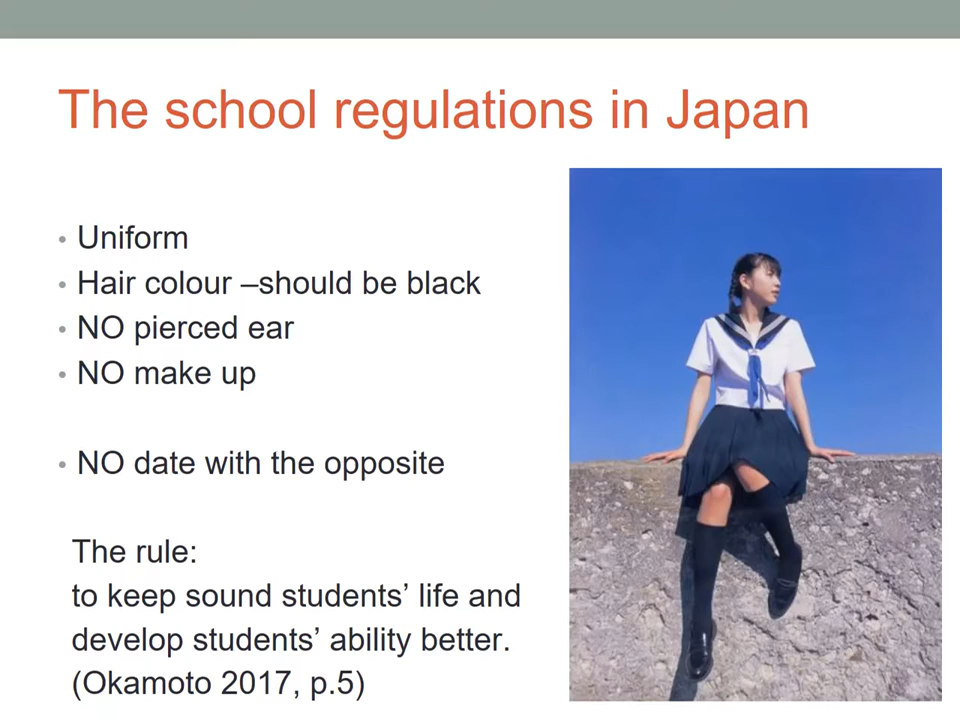 The school regulations in Japan
• Uniform
• Hair colour –should be black
• NO pierced ear
• NO make up
• NO date with the opposite
The rule:
to keep sound students’ life and
develop students’ ability better.
(Okamoto 2017, p.5)